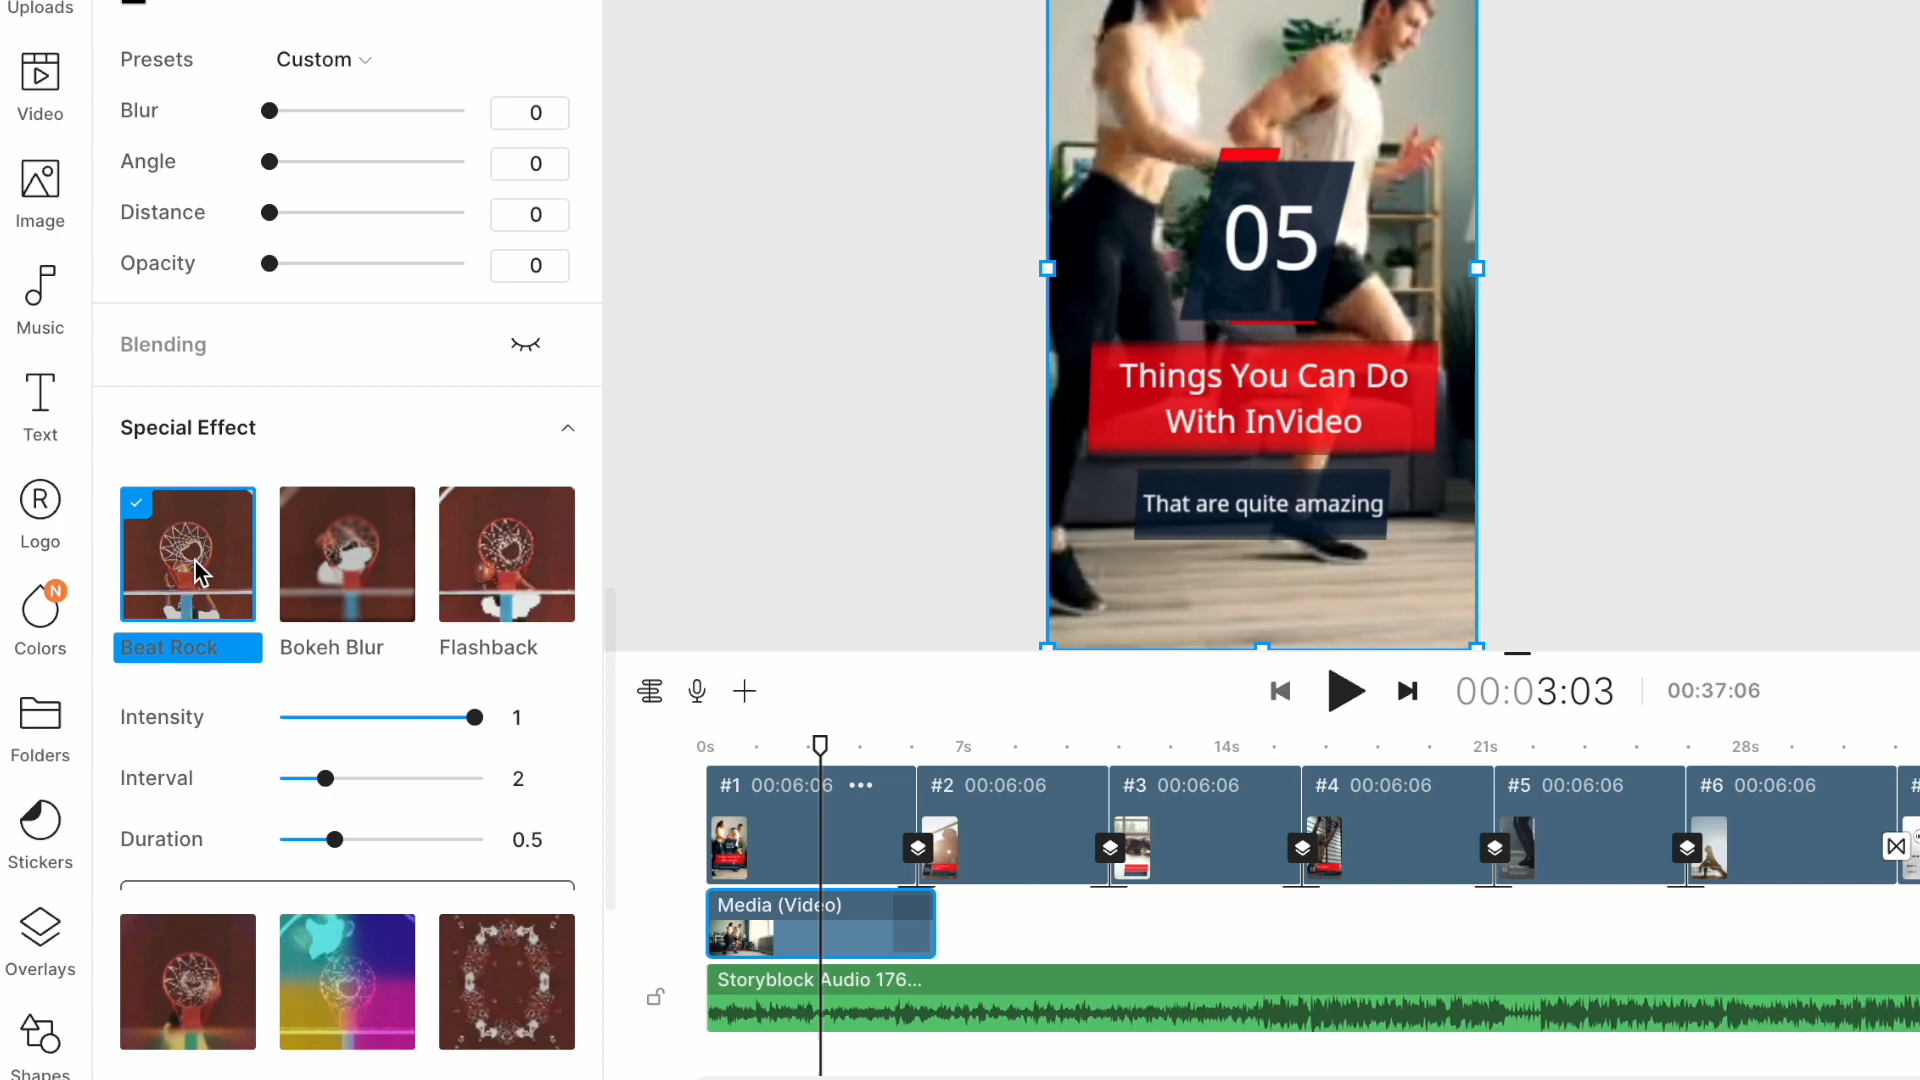 Uploads
Video
Image
Music
Text
Logo
N
Colors
Folders
Stickers
Overlays
Shapes
Presets Custom
Blur 0
Angle 0
Distance 0
Opacity 0
Blending
Special Effect
Beat Rock Bokeh Blur Flashback
Intensity 1
Interval 2
Duration 0.5
05
Things You Can Do
With InVideo
That are quite amazing
00:03:03 00:37:06
0s 7s 14s 21s 28s
#1 00:06:06 #2 00:06:06 #3 00:06:06 #4 00:06:06 #5 00:06:06 #6 00:06:06 #
Media (Video)
Storyblock Audio 176...